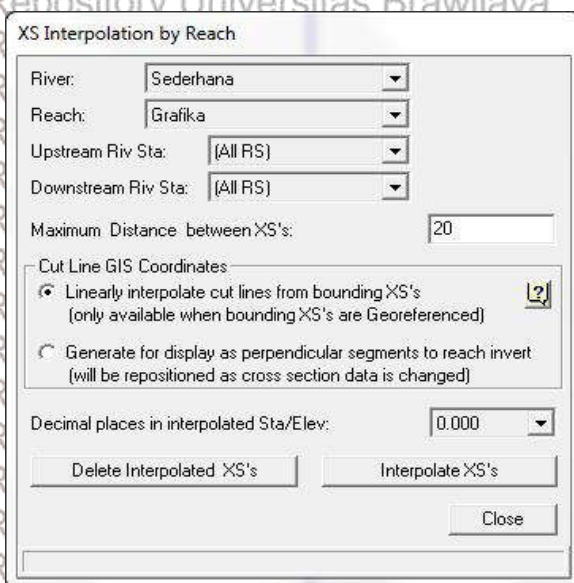 Repository Universitas Brawijaya
XS Interpolation by Reach
River: Sederhana
Reach: Grafika
Upstream Riv Sta: (All RS)
Downstream Riv Sta: (All RS)
Maximum Distance between XS's: 20
Cut Line GIS Coordinates
Linearly interpolate cut lines from bounding XS's
(only available when bounding XS's are Georeferenced)
?
Generate for display as perpendicular segments to reach invert
(will be repositioned as cross section data is changed)
Decimal places in interpolated Sta/Elev: 0.000
Delete Interpolated XS's Interpolate XS's
Close